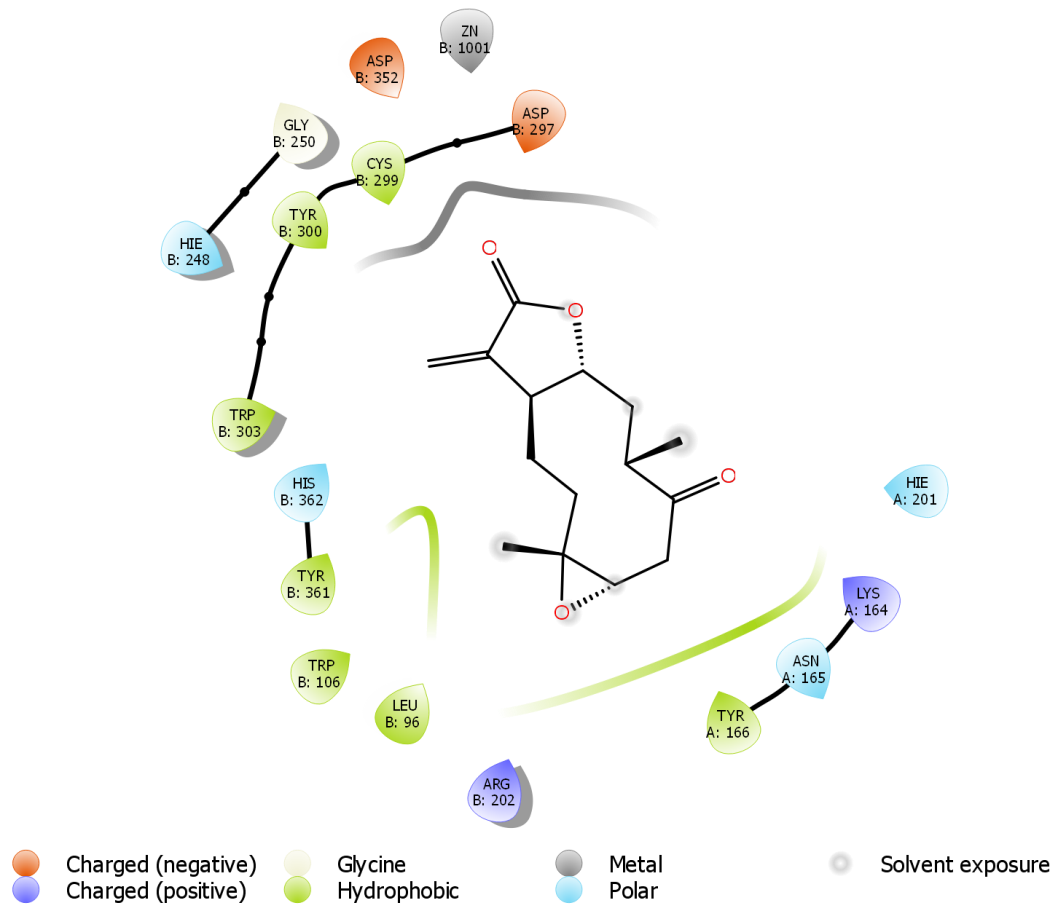 ZN
B: 1001
ASP
B: 352
ASP
B: 297
GLY
B: 250
CYS
B: 299
TYR
B: 300
HIE
B: 248
O
O
TRP
B: 303
O
HIS
B: 362
HIE
A: 201
TYR
B: 361
LYS
A: 164
O
TRP
B: 106
ASN
A: 165
LEU
B: 96
TYR
A: 166
ARG
B: 202
Charged (negative)
Glycine
Metal
Solvent exposure
Charged (positive)
Hydrophobic
Polar